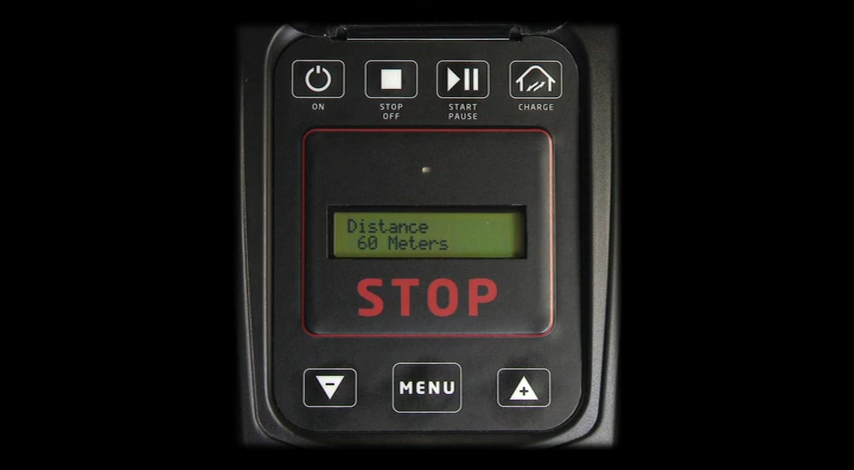 ON
STOP
OFF
START
PAUSE
CHARGE
Distance
60 Meters
STOP
MENU